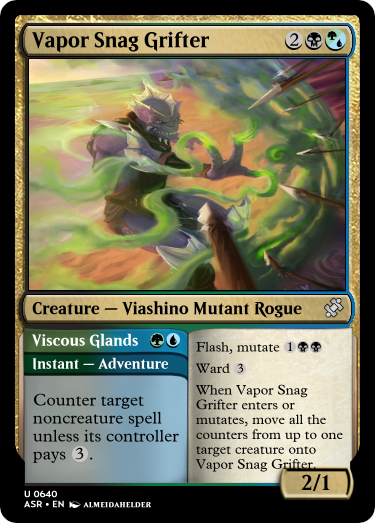 Vapor Snag Grifter 2
Creature — Viashino Mutant Rogue
Viscous Glands
Instant — Adventure
Counter target
noncreature spell
unless its controller
pays 3.
Flash, mutate 1
Ward 3
When Vapor Snag
Grifter enters or
mutates, move all the
counters from up to one
target creature onto
Vapor Snag Grifter.
2/1
U 0640
ASR • EN ALMEIDAHELDER